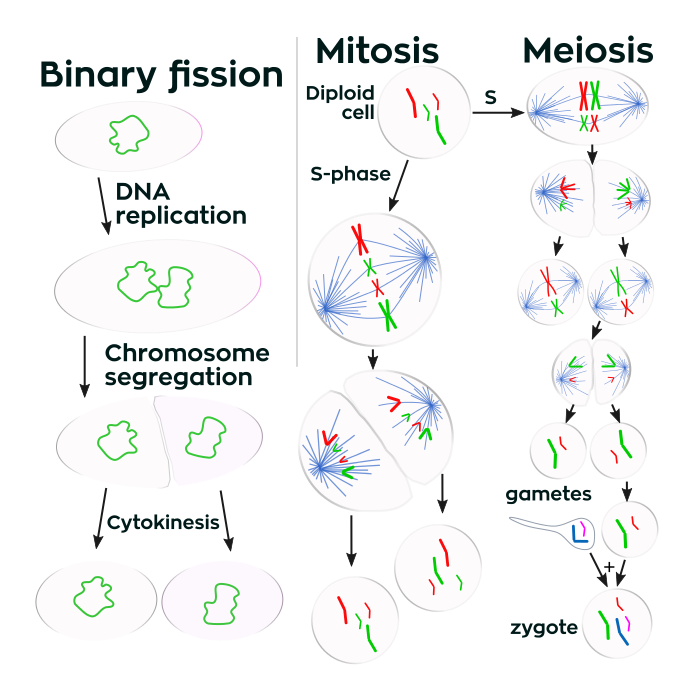 Binary fission
DNA
replication
Chromosome
segregation
Cytokinesis
Mitosis
Diploid
cell
S-phase
Meiosis
S
gametes
+
zygote